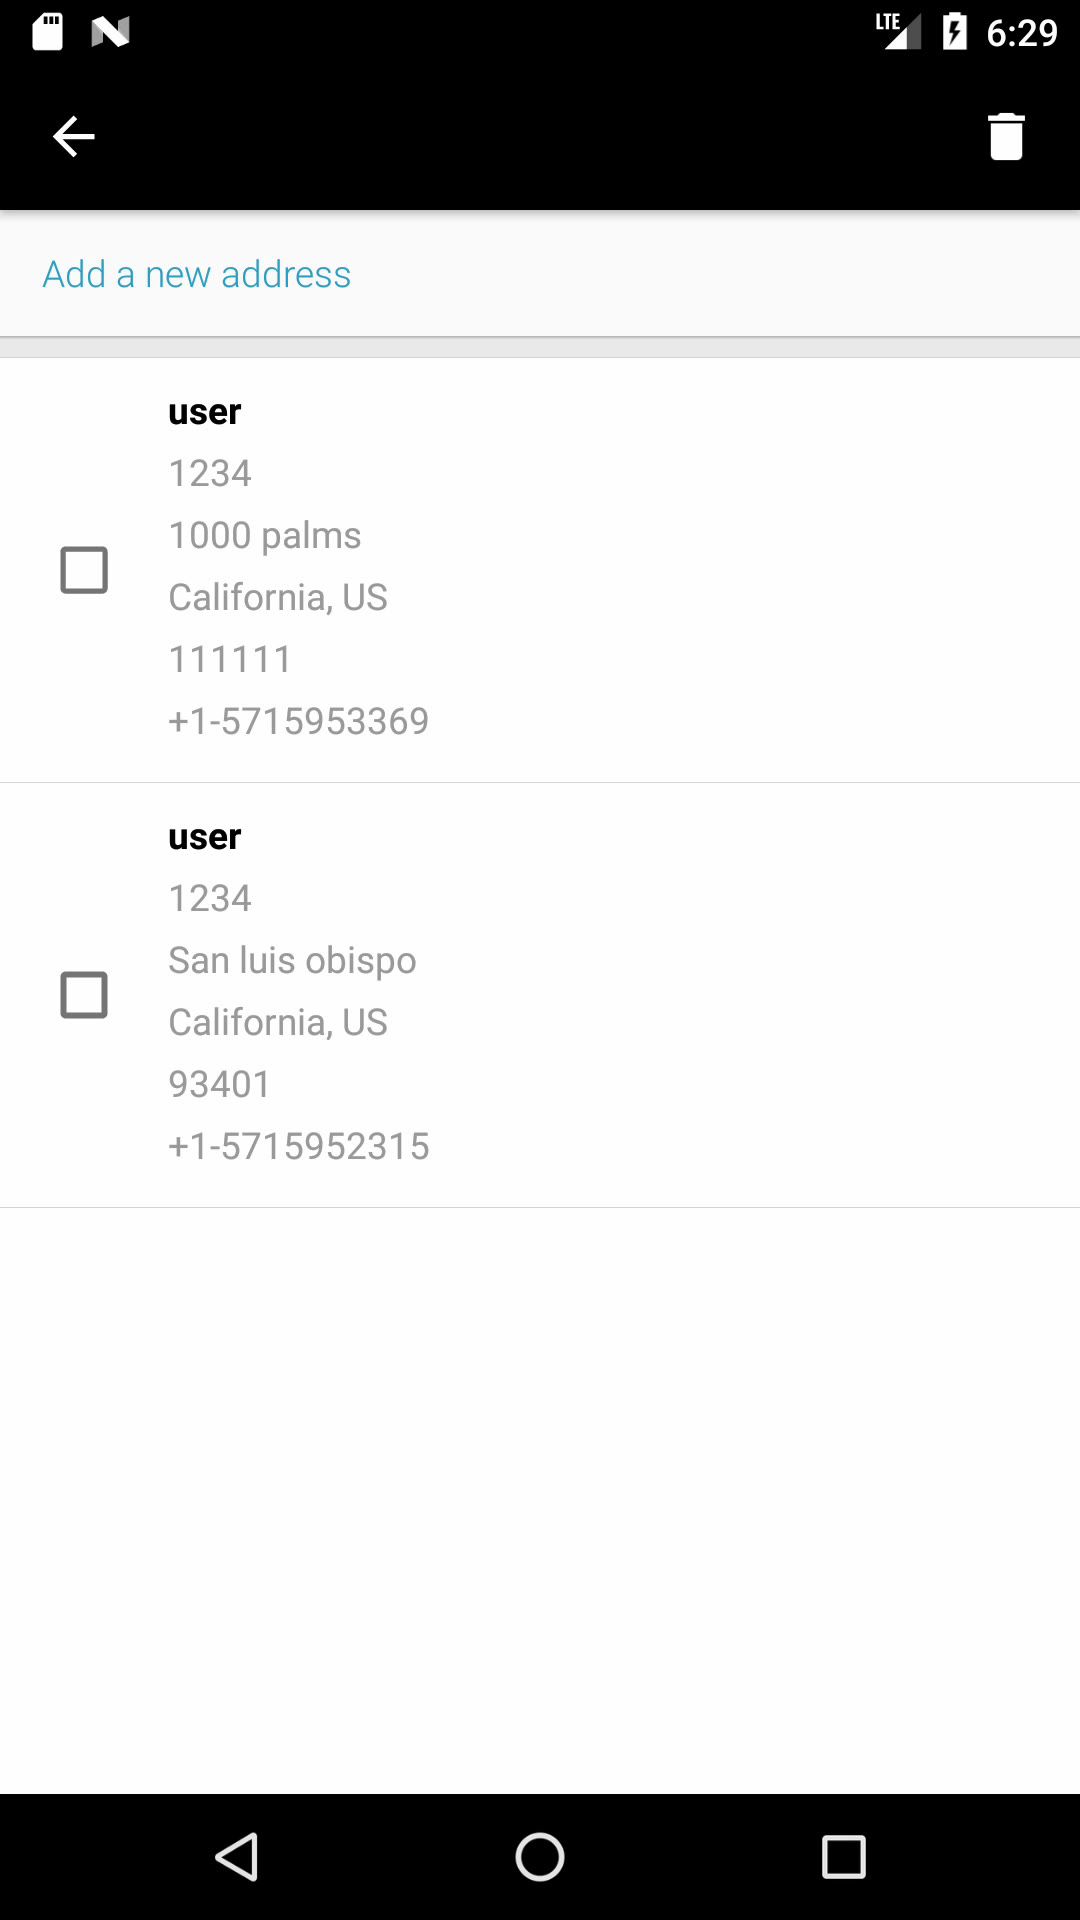 LTE 6:29
Add a new address
user
1234
1000 palms
California, US
111111
+1-5715953369
user
1234
San luis obispo
California, US
93401
+1-5715952315